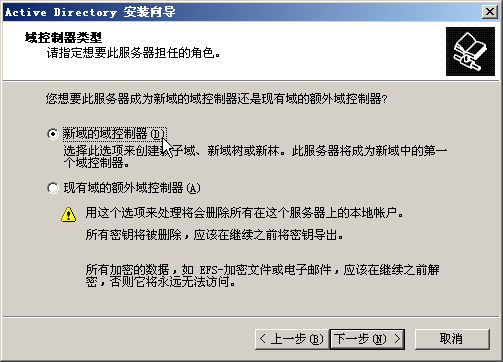 Active Directory 安装向导
域控制器类型
请指定想要此服务器担任的角色。
您想要此服务器成为新域的域控制器还是现有域的额外域控制器?
新域的域控制器(D)
选择此选项来创建 子域、新域树或新林。此服务器将成为新域中的第一
个域控制器。
现有域的额外域控制器(A)
用这个选项来处理将会删除所有在这个服务器上的本地帐户。
所有密钥将被删除，应该在继续之前将密钥导出。
所有加密的数据，如 EFS-加密文件或电子邮件，应该在继续之前解
密，否则它将永远无法访问。
< 上一步(B) 下一步(N) > 取消